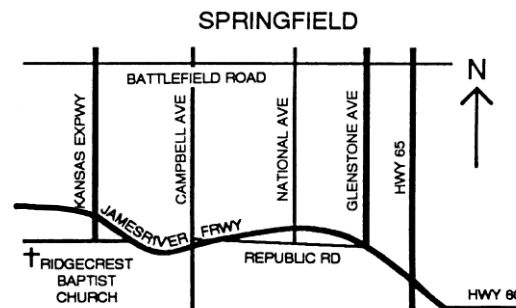 SPRINGFIELD
BATTLEFIELD ROAD
N
KANSAS EXPWY
CAMPBELL AVE
NATIONAL AVE
GLENSTONE AVE
HWY 65
JAMESRIVER FRWY
REPUBLIC RD
RIDGECREST
BAPTIST
CHURCH
HWY